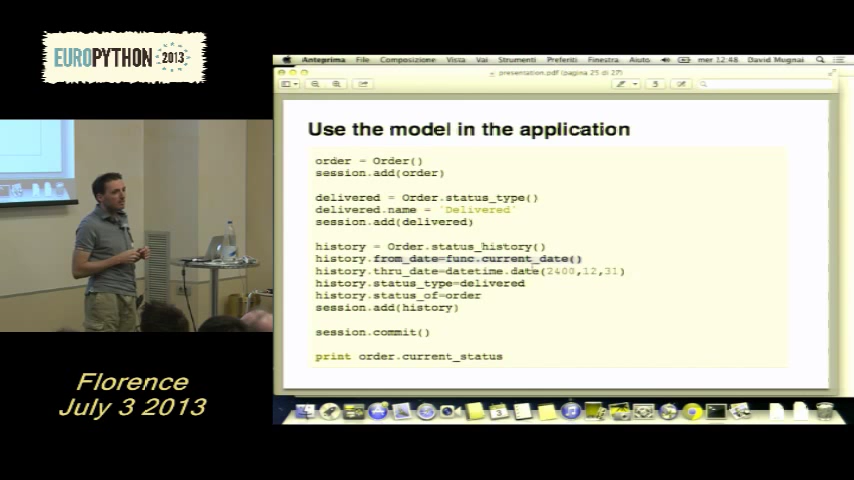 EUROPYTHON 2013
Anteprima File Composizione Vista Vai Strumenti Preferiti Finestra Aiuto mer 12:48 David Mugnai
presentation.pdf (pagina 25 di 27)
Use the model in the application
order = Order()
session.add(order)
delivered = Order.status_type()
delivered.name = 'Delivered'
session.add(delivered)
history = Order.status_history()
history.from_date=func.current_date()
history.thru_date=datetime.date(2400,12,31)
history.status_type=delivered
history.status_of=order
session.add(history)
session.commit()
print order.current_status
Florence
July 3 2013